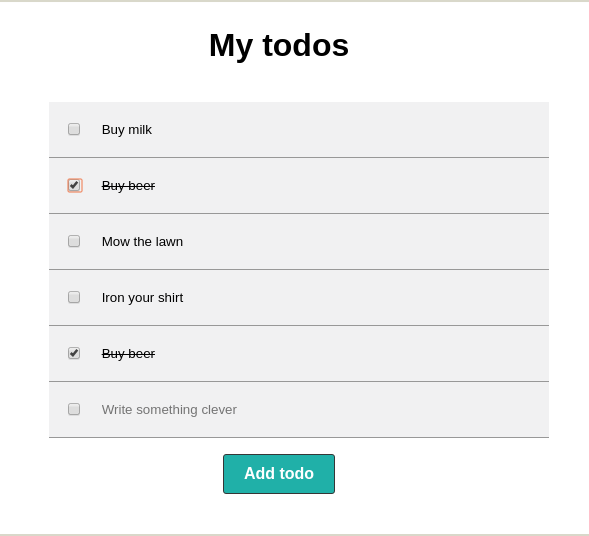 My todos
Buy milk
Buy beer
Mow the lawn
Iron your shirt
Buy beer
Write something clever
Add todo